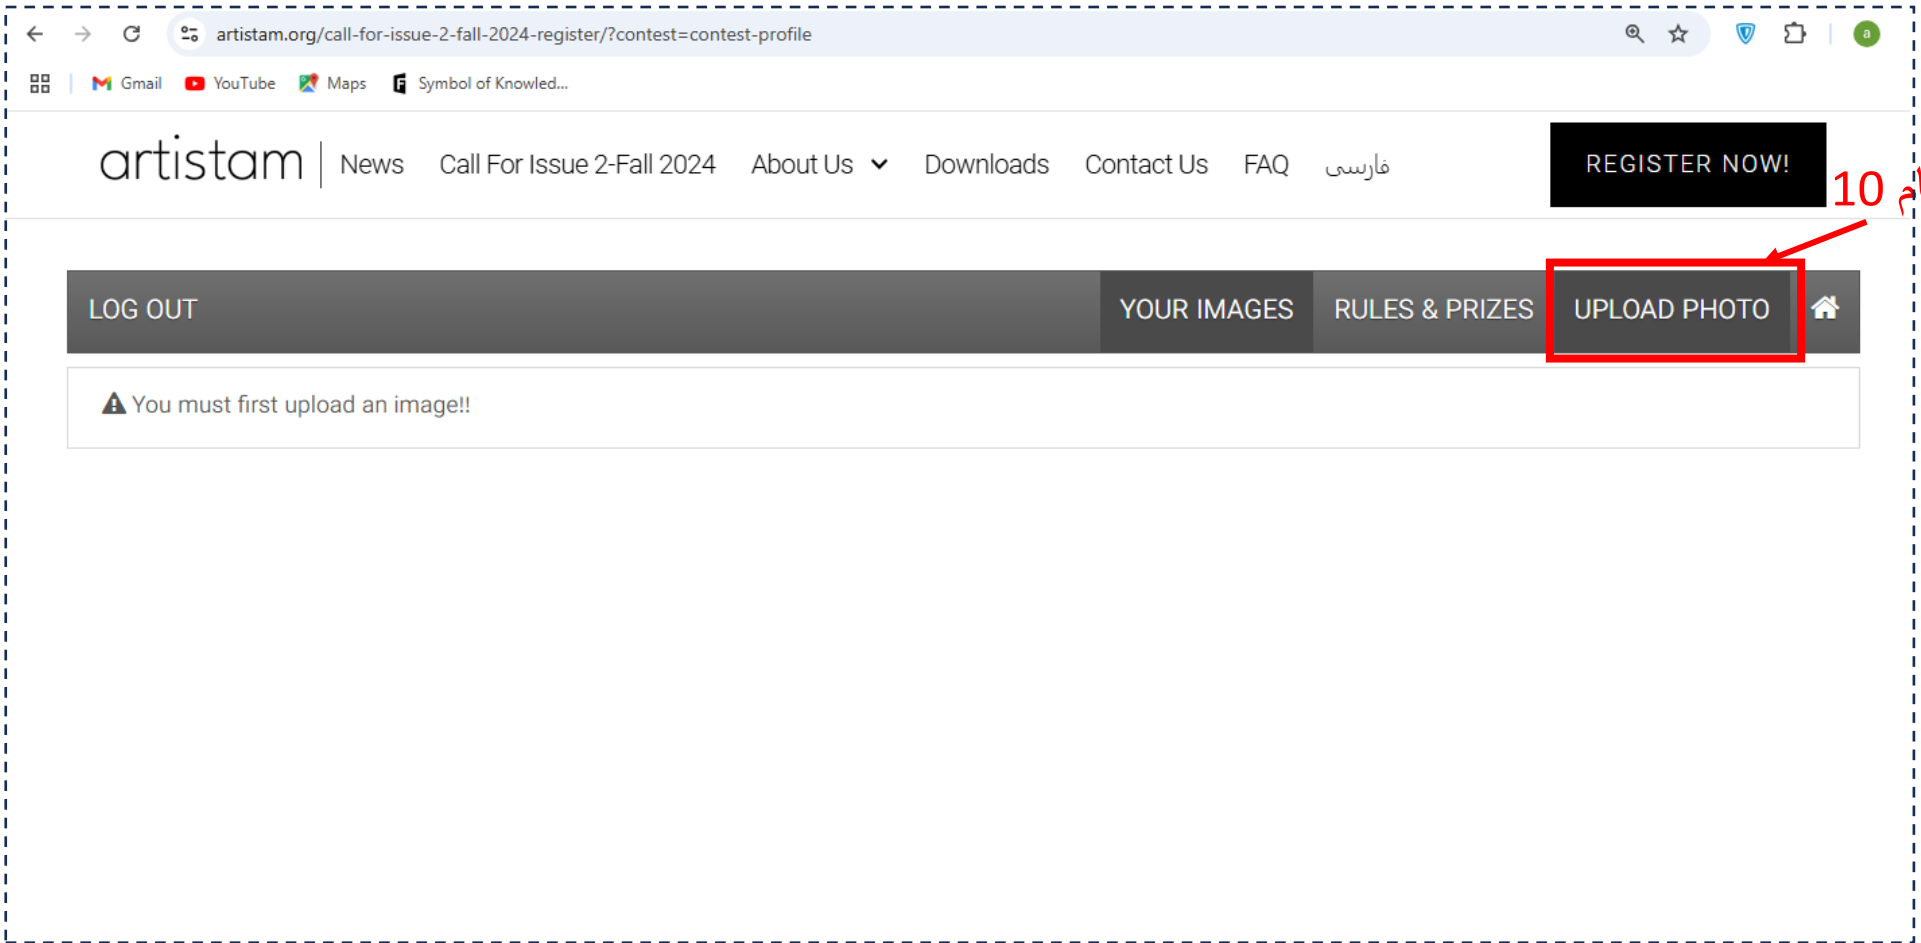 artistam.org/call-for-issue-2-fall-2024-register/?contest=contest-profile
a
Gmail YouTube Maps Symbol of Knowled...
artistam News Call For Issue 2-Fall 2024 About Us Downloads Contact Us FAQ فارسی REGISTER NOW!
10
LOG OUT YOUR IMAGES RULES & PRIZES UPLOAD PHOTO
You must first upload an image!!